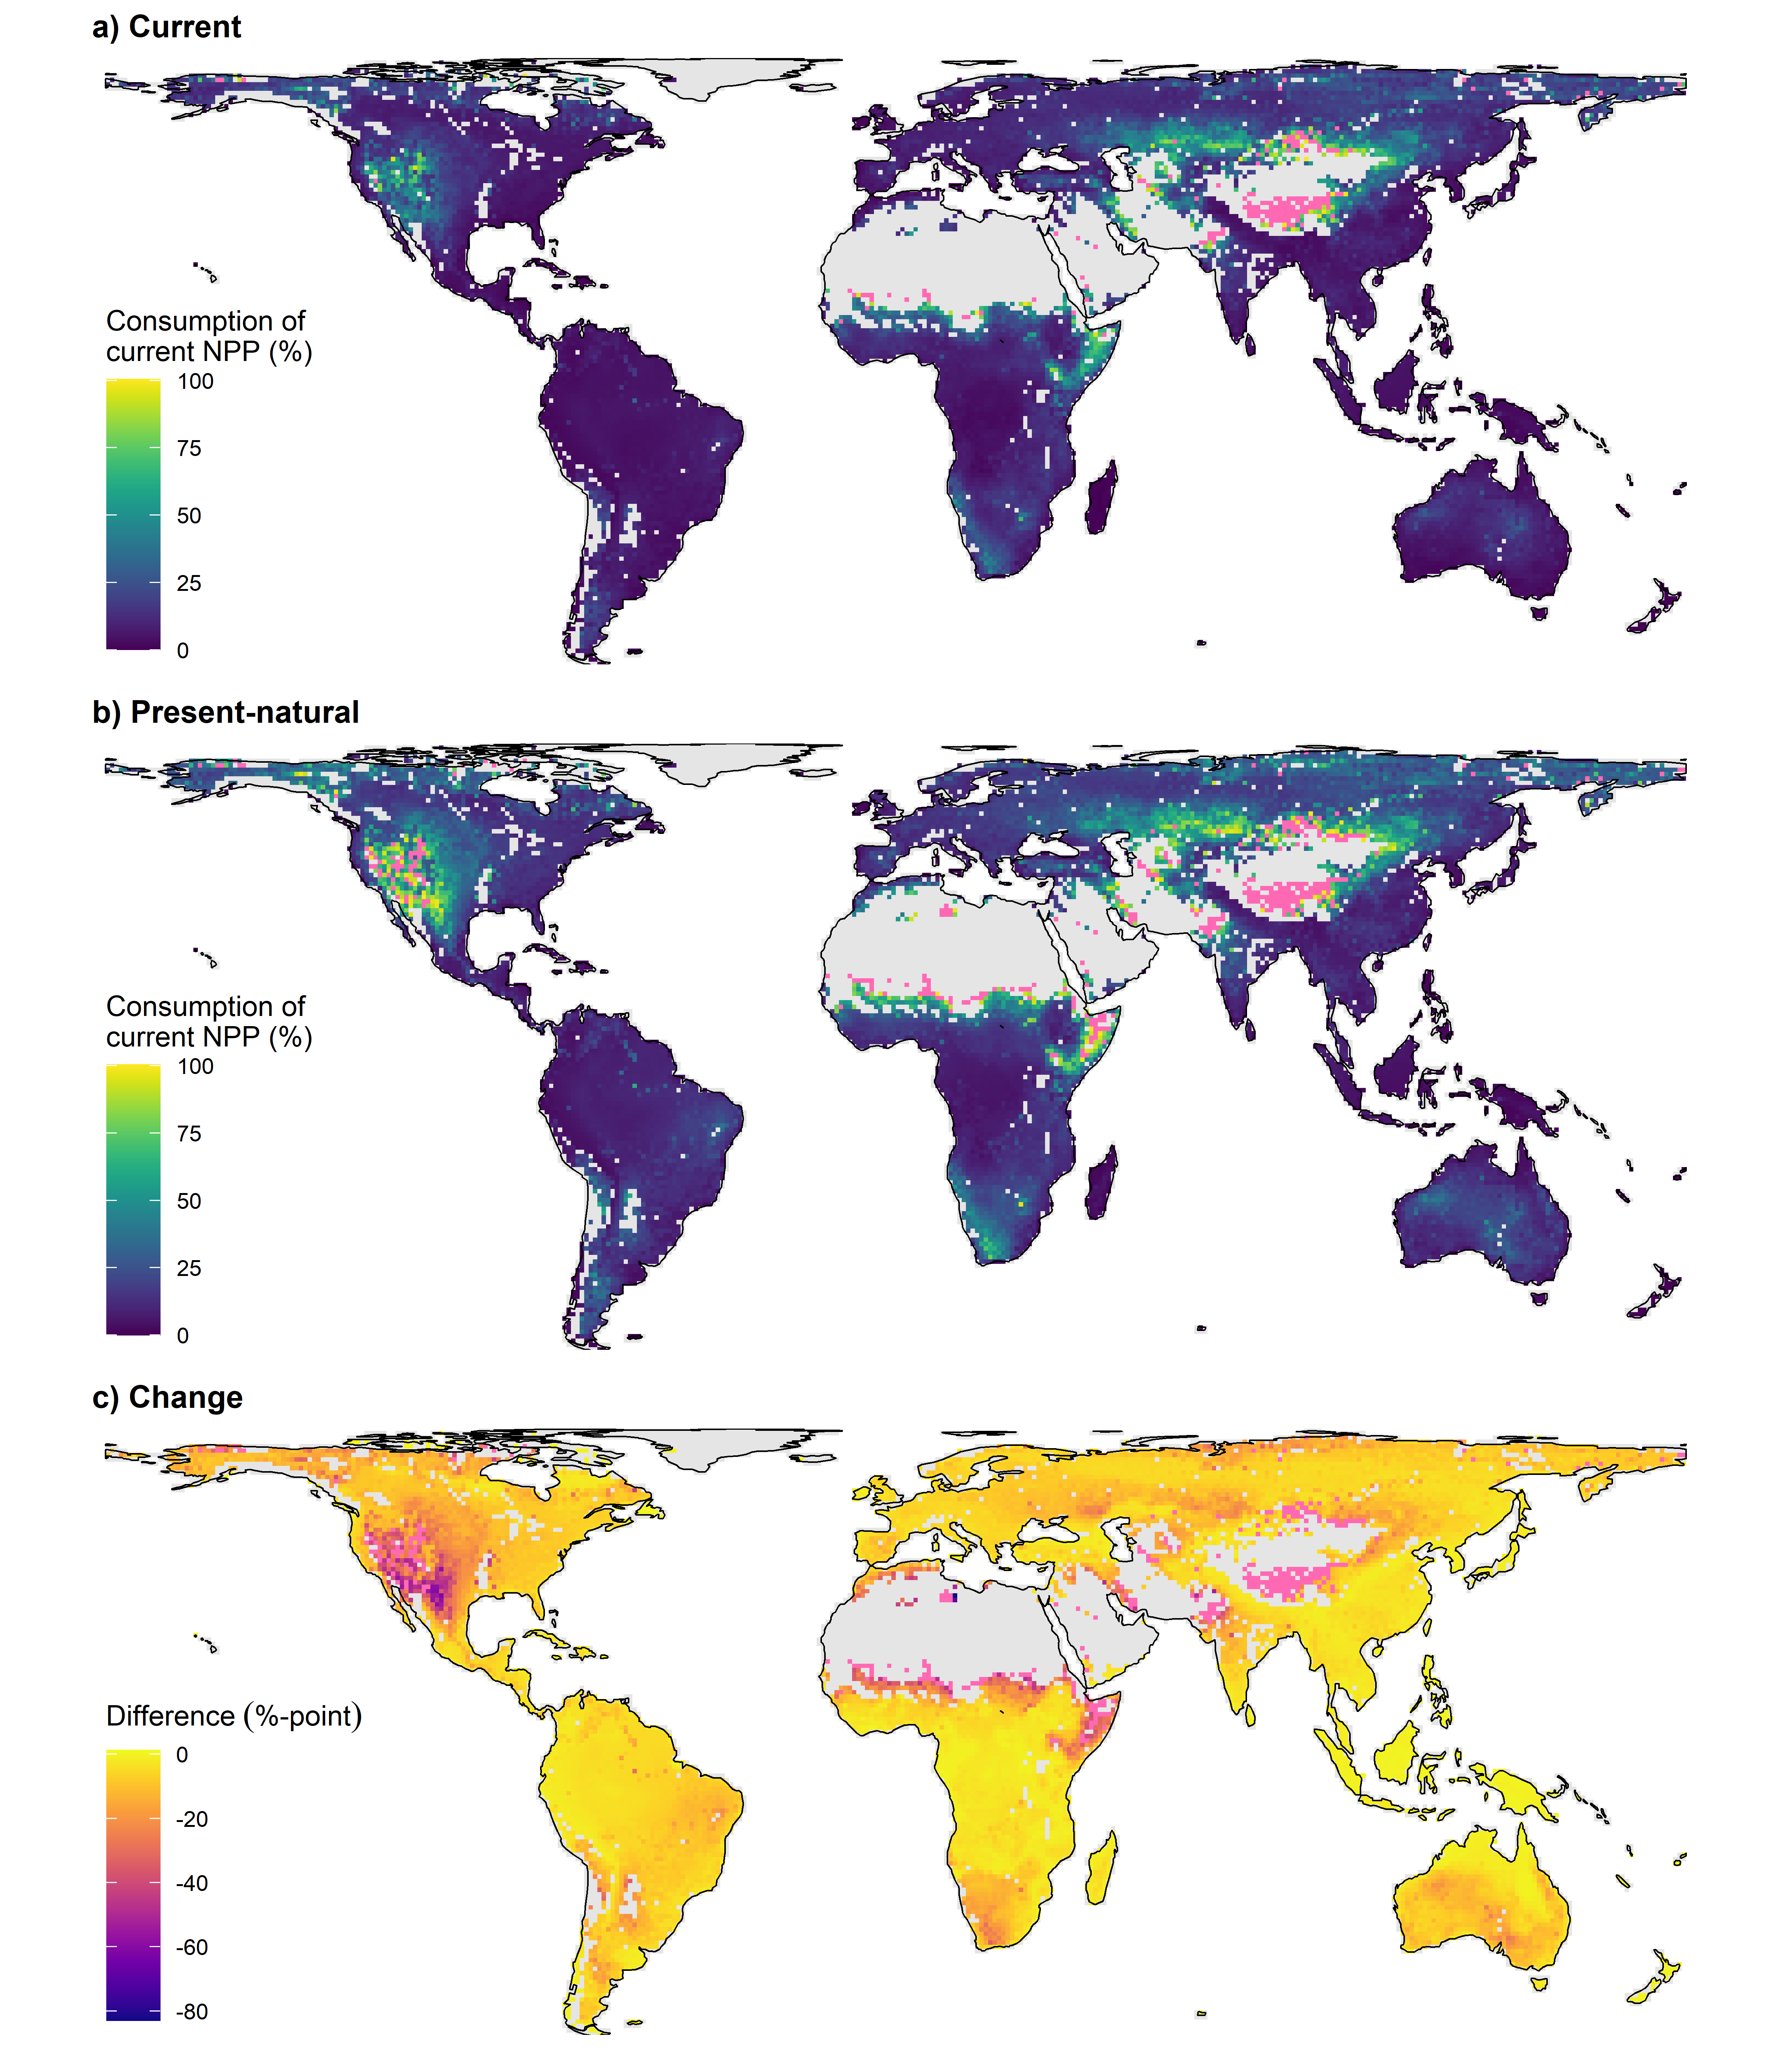 a) Current
Consumption of
current NPP (%)
100
75
50
25
0
b) Present-natural
Consumption of
current NPP (%)
100
75
50
25
0
c) Change
Difference (%-point)
0
-20
-40
-60
-80